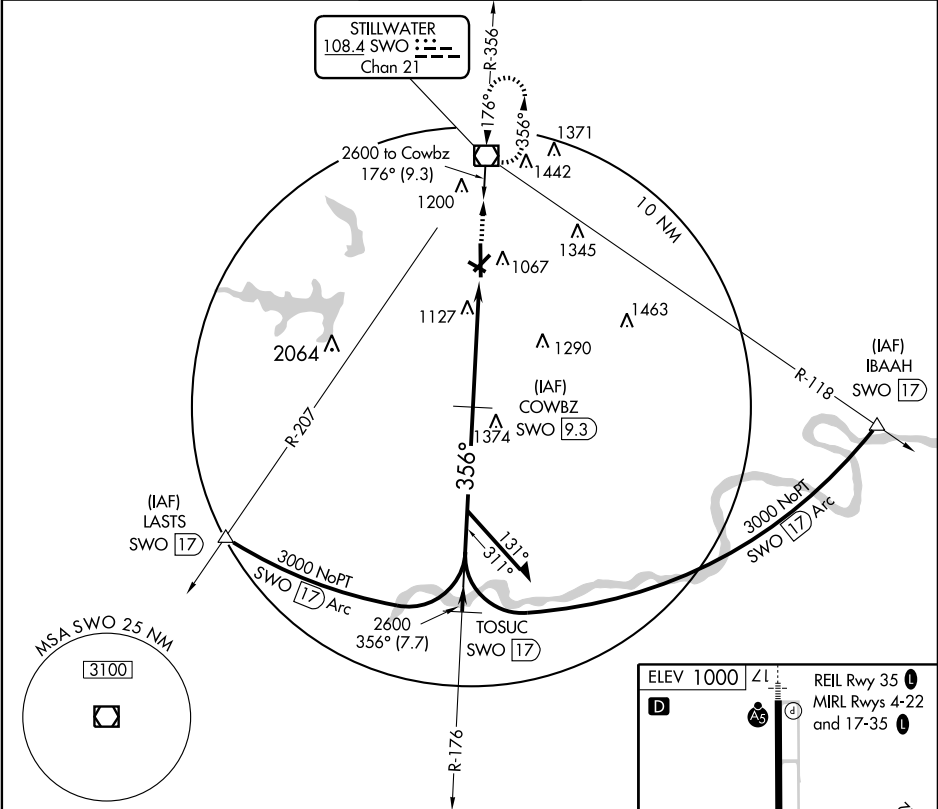 STILLWATER
108.4 SWO
Chan 21
R-356
176°
356°
1371
1442
2600 to Cowbz
176° (9.3)
1200
10 NM
1345
1067
1127
1463
2064
1290
(IAF)
COWBZ
SWO 9.3
1374
R-118
(IAF)
IBAAH
SWO 17
R-207
356°
(IAF)
LASTS
SWO 17
3000 NoPT
SWO 17 Arc
131°
311°
3000 NoPT
SWO 17 Arc
2600
356° (7.7)
TOSUC
SWO 17
MSA SWO 25 NM
3100
R-176
ELEV 1000
17
REIL Rwy 35 L
D
A5
P
MIRL Rwys 4-22
and 17-35 L